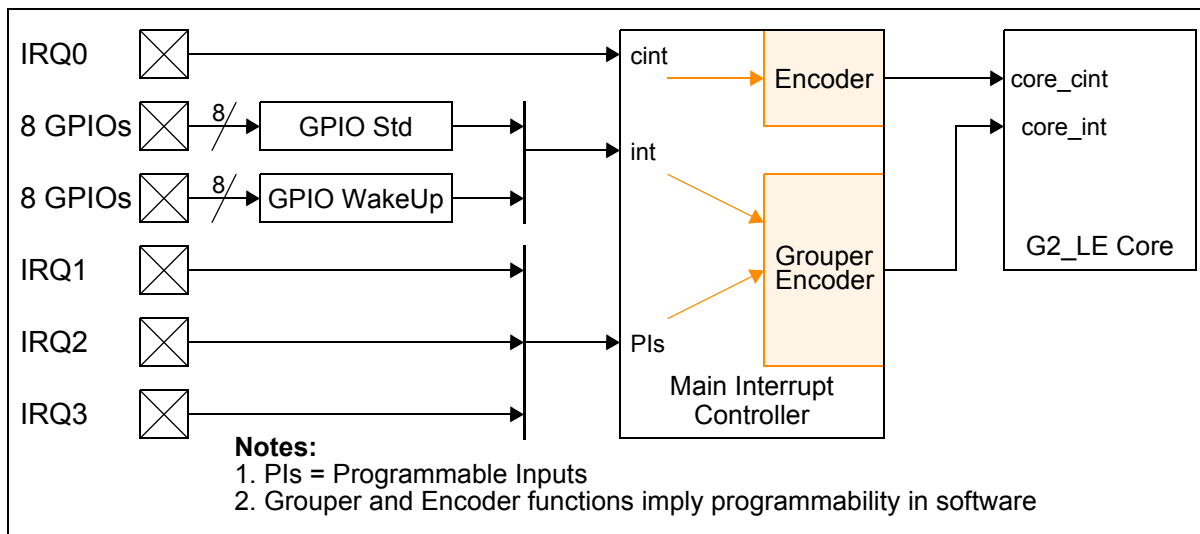 IRQ0
cint
Encoder
core_cint
8 GPIOs
8
GPIO Std
core_int
int
8 GPIOs
8
GPIO WakeUp
G2_LE Core
IRQ1
Grouper
Encoder
IRQ2
PIs
Main Interrupt
Controller
IRQ3
Notes:
1. PIs = Programmable Inputs
2. Grouper and Encoder functions imply programmability in software